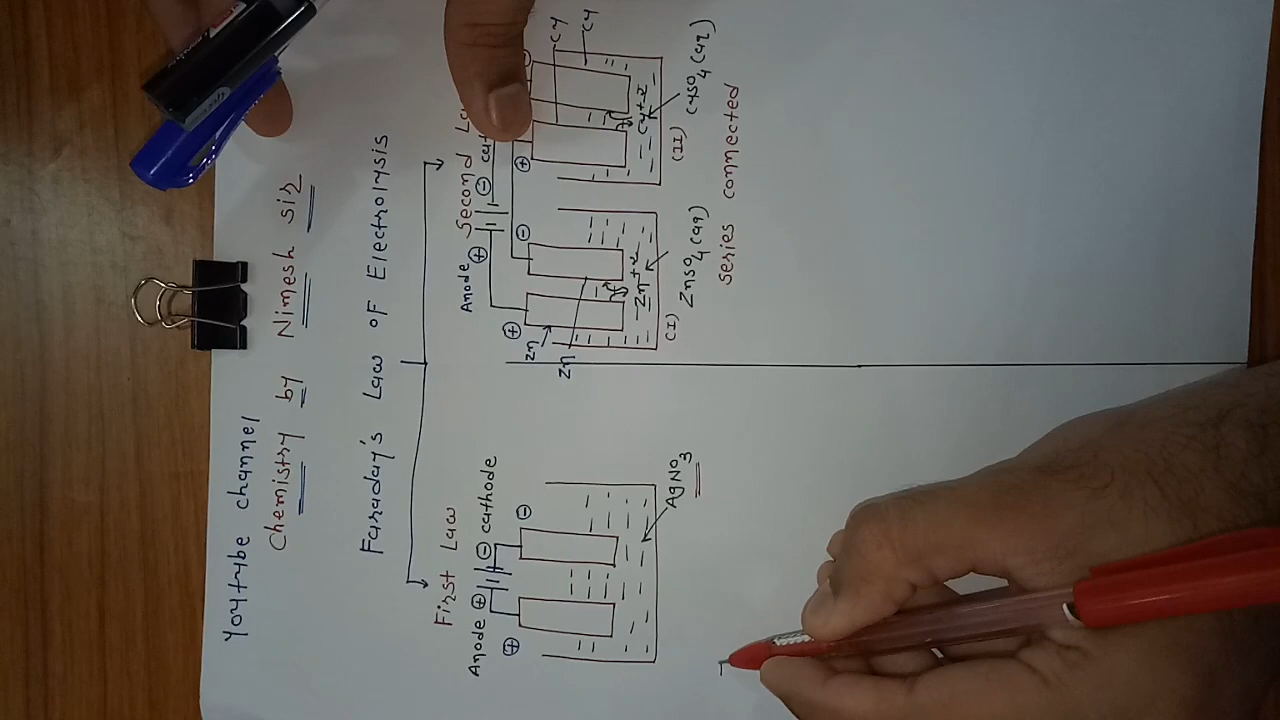 Youtube channel
Chemistry by Nimesh sir
Faraday's Law of Electrolysis
First Law
Anode ⊕ ⊖ cathode
⊕ ⊖
AgNO3
Second
Anode ⊕ ⊖
⊕ ⊖ ⊕
Zn
Zn
Cu
Cu
Zn+2
Cu+2
(I) (II)
ZnSO4(aq) CuSO4(aq)
series connected